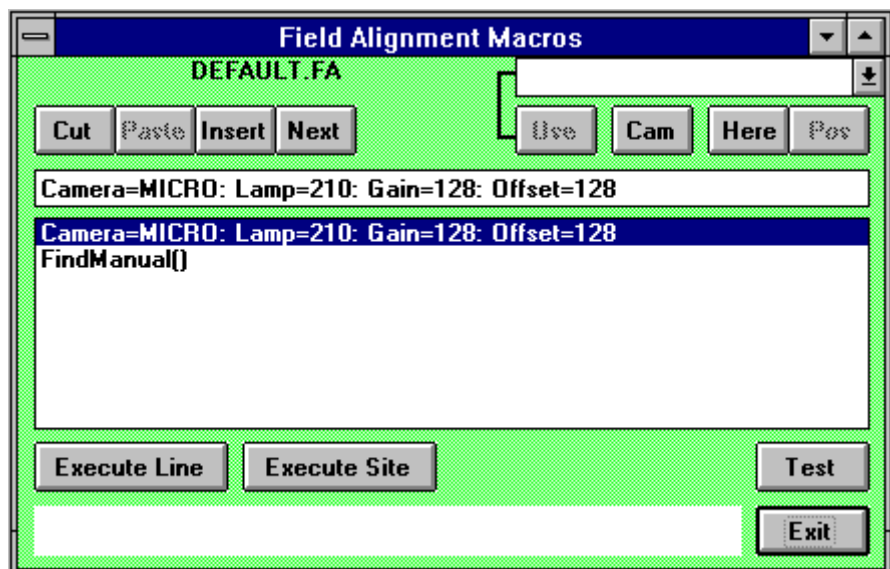 Field Alignment Macros
DEFAULT.FA
Cut Paste Insert Next Use Cam Here Pos
Camera=MICRO: Lamp=210: Gain=128: Offset=128
Camera=MICRO: Lamp=210: Gain=128: Offset=128
FindManual()
Execute Line Execute Site Test
Exit